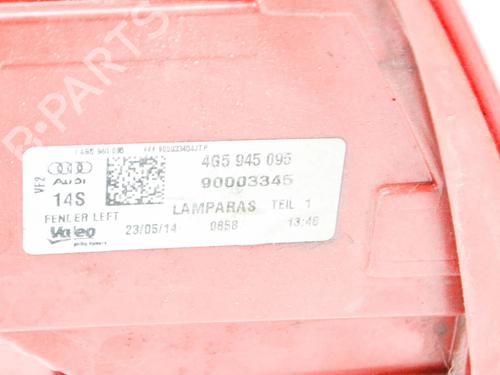 B-PARTS
4G5 945 095
Audi
VF2
90003345
14S
LAMPARAS TEIL 1
FENDER LEFT
Valeo
23/05/14 0858 13:46